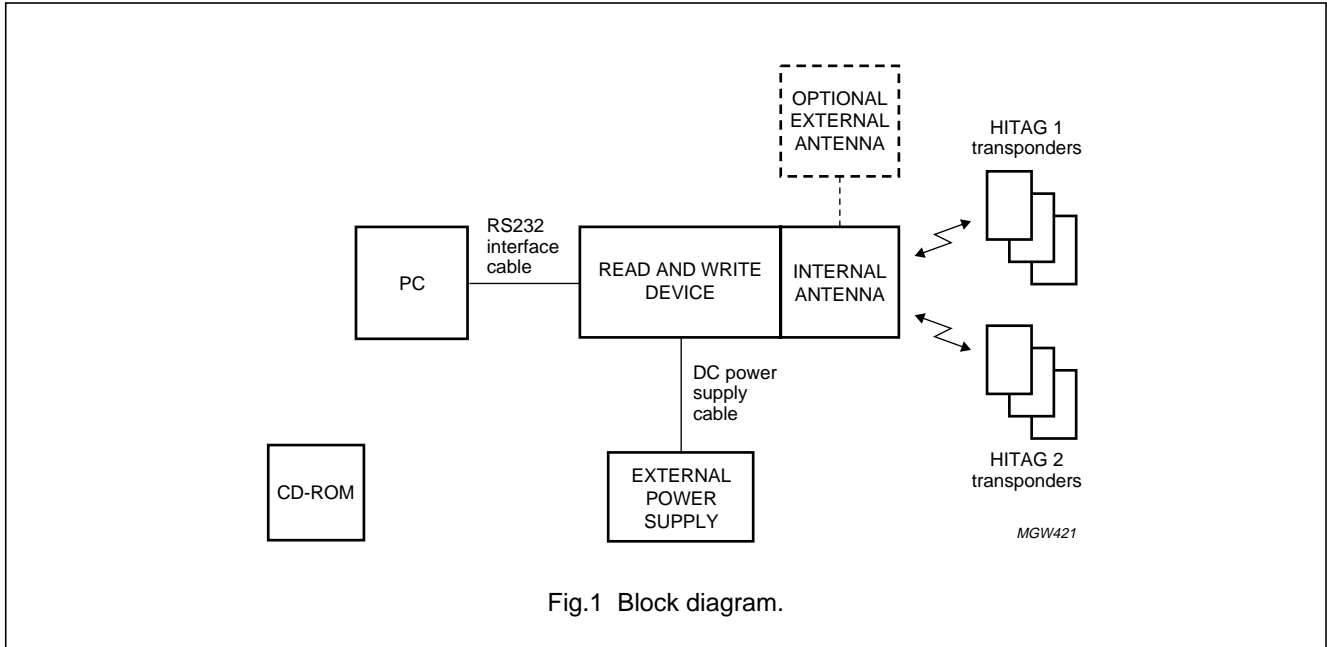 OPTIONAL
EXTERNAL
ANTENNA
HITAG 1
transponders
RS232
interface
cable
PC
READ AND WRITE
DEVICE
INTERNAL
ANTENNA
DC power
supply
cable
CD-ROM
EXTERNAL
POWER
SUPPLY
HITAG 2
transponders
MGW421
Fig.1 Block diagram.